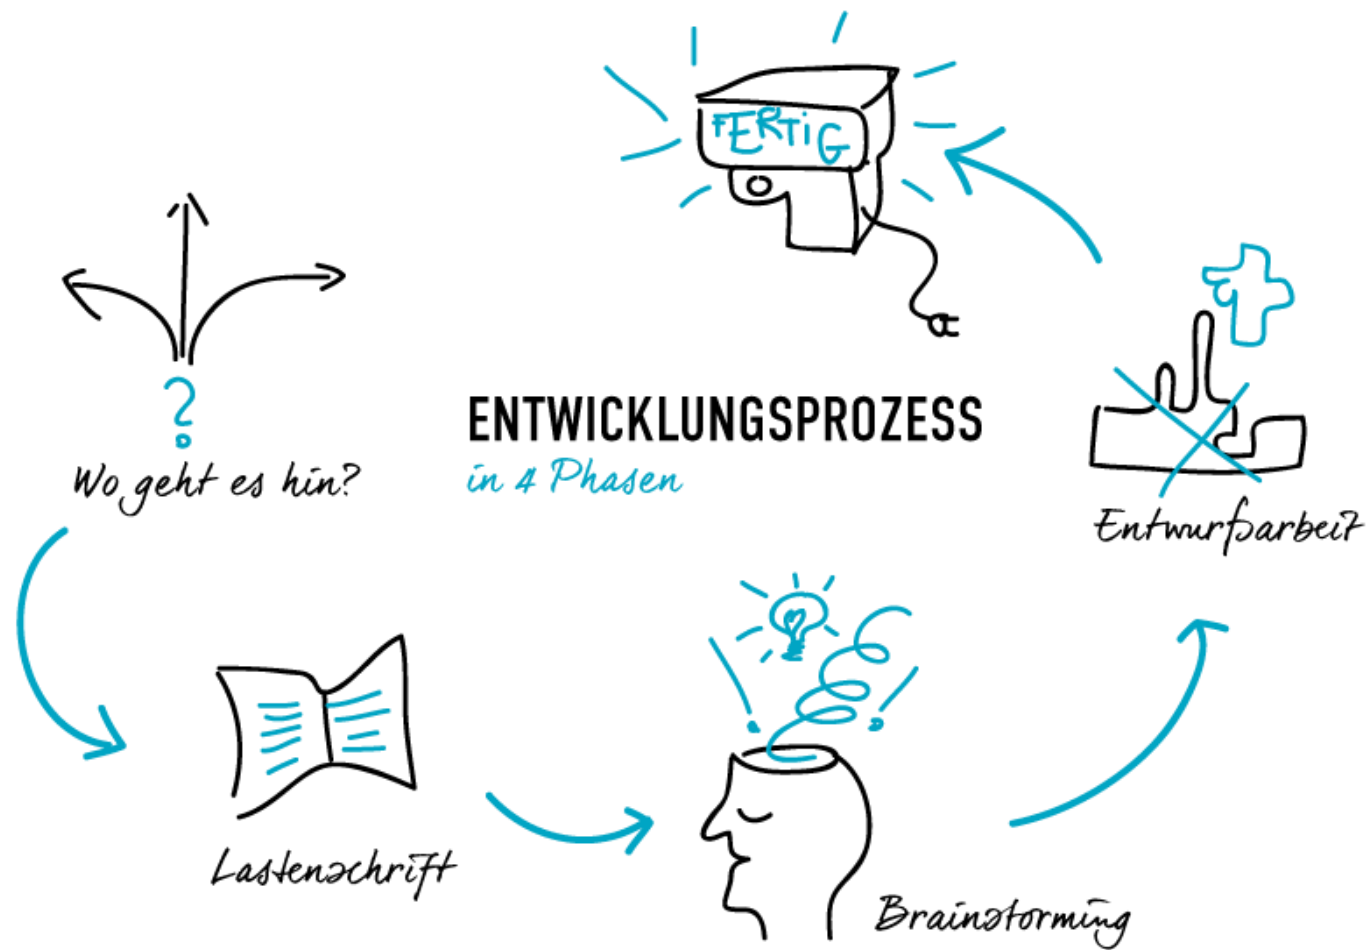 FERTiG
ENTWICKLUNGSPROZESS
in 4 Phasen
?
Wo geht es hin?
Lastenschrift
Brainstorming
Entwurfsarbeit